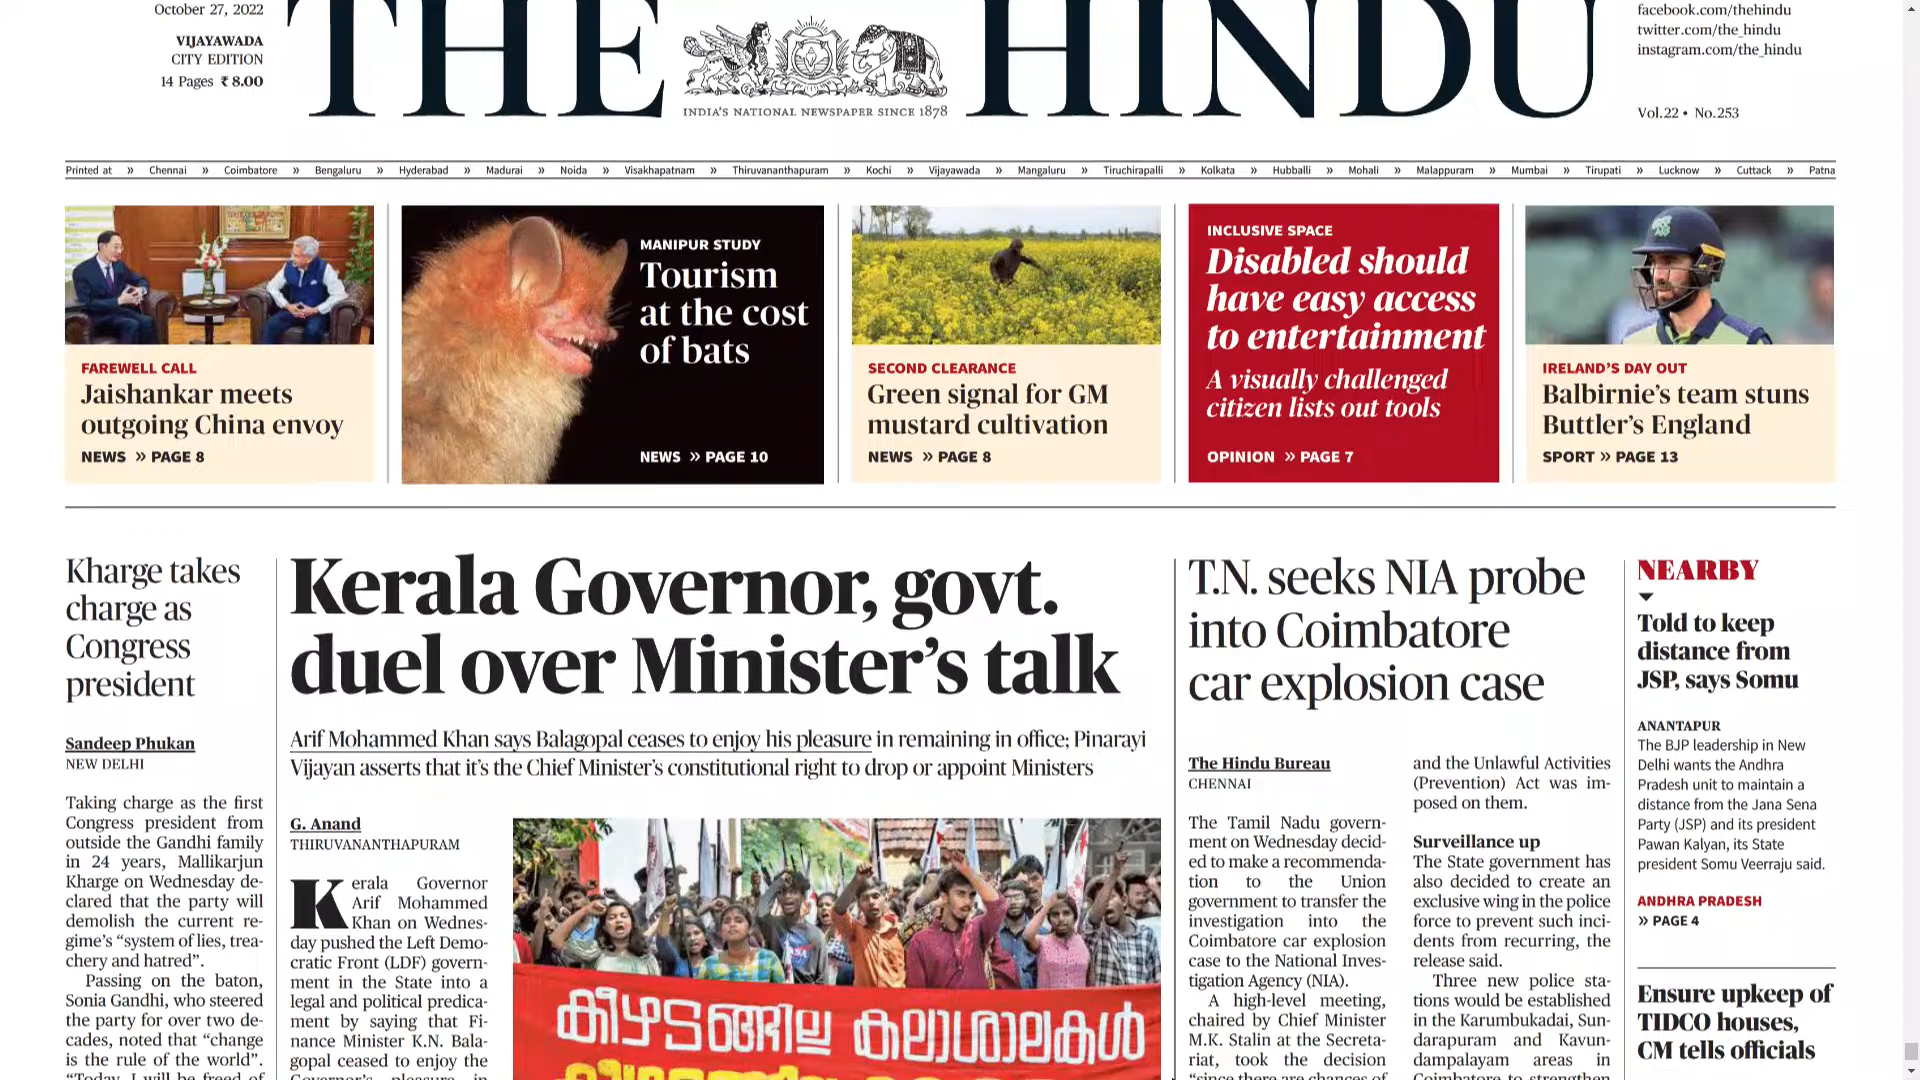 October 27, 2022
VIJAYAWADA
CITY EDITION
14 Pages ₹ 8.00
THE HINDU
INDIA'S NATIONAL NEWSPAPER SINCE 1878
facebook.com/thehindu
twitter.com/the_hindu
instagram.com/the_hindu
Vol.22 • No.253
Printed at » Chennai » Coimbatore » Bengaluru » Hyderabad » Madurai » Noida » Visakhapatnam » Thiruvananthapuram » Kochi » Vijayawada » Mangaluru » Tiruchirapalli » Kolkata » Hubballi » Mohali » Malappuram » Mumbai » Tirupati » Lucknow » Cuttack » Patna
FAREWELL CALL
Jaishankar meets
outgoing China envoy
NEWS » PAGE 8
MANIPUR STUDY
Tourism
at the cost
of bats
NEWS » PAGE 10
SECOND CLEARANCE
Green signal for GM
mustard cultivation
NEWS » PAGE 8
INCLUSIVE SPACE
Disabled should
have easy access
to entertainment
A visually challenged
citizen lists out tools
OPINION » PAGE 7
IRELAND'S DAY OUT
Balbirnie's team stuns
Buttler's England
SPORT » PAGE 13
Kharge takes
charge as
Congress
president
Sandeep Phukan
NEW DELHI
Taking charge as the first
Congress president from
outside the Gandhi family
in 24 years, Mallikarjun
Kharge on Wednesday de-
clared that the party will
demolish the current re-
gime's "system of lies, trea-
chery and hatred".
Passing on the baton,
Sonia Gandhi, who steered
the party for over two de-
cades, noted that "change
is the rule of the world".
"Today, I will be freed of
Kerala Governor, govt.
duel over Minister's talk
Arif Mohammed Khan says Balagopal ceases to enjoy his pleasure in remaining in office; Pinarayi
Vijayan asserts that it's the Chief Minister's constitutional right to drop or appoint Ministers
G. Anand
THIRUVANANTHAPURAM
Kerala Governor
Arif Mohammed
Khan on Wednes-
day pushed the Left Demo-
cratic Front (LDF) govern-
ment in the State into a
legal and political predica-
ment by saying that Fi-
nance Minister K.N. Bala-
gopal ceased to enjoy the
Governor's pleasure in
കീഴടങ്ങില്ല കലാശാലകൾ
T.N. seeks NIA probe
into Coimbatore
car explosion case
The Hindu Bureau
CHENNAI
The Tamil Nadu govern-
ment on Wednesday decid-
ed to make a recommenda-
tion to the Union
government to transfer the
investigation into the
Coimbatore car explosion
case to the National Inves-
tigation Agency (NIA).
A high-level meeting,
chaired by Chief Minister
M.K. Stalin at the Secreta-
riat, took the decision
"since there are chances of
and the Unlawful Activities
(Prevention) Act was im-
posed on them.
Surveillance up
The State government has
also decided to create an
exclusive wing in the police
force to prevent such inci-
dents from recurring, the
release said.
Three new police sta-
tions would be established
in the Karumbukadai, Sun-
darapuram and Kavun-
dampalayam areas in
Coimbatore to strengthen
NEARBY
Told to keep
distance from
JSP, says Somu
ANANTAPUR
The BJP leadership in New
Delhi wants the Andhra
Pradesh unit to maintain a
distance from the Jana Sena
Party (JSP) and its president
Pawan Kalyan, its State
president Somu Veerraju said.
ANDHRA PRADESH
» PAGE 4
Ensure upkeep of
TIDCO houses,
CM tells officials